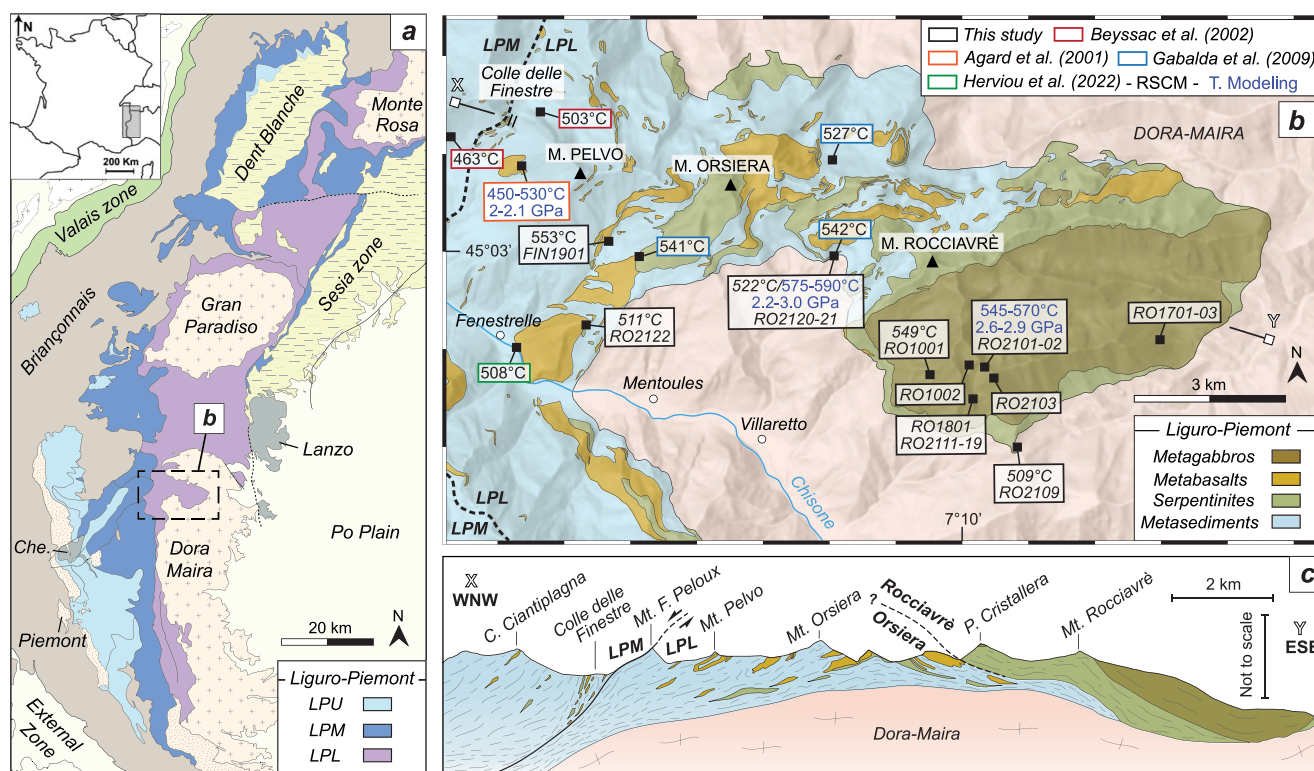 a
N
200 Km
Dent Blanche
Monte
Rosa
Valais zone
Sesia zone
Gran
Paradiso
Briançonnais
b
Lanzo
Che.
Dora
Maira
Po Plain
Piemont
External
Zone
N
20 km
Liguro-Piemont
LPU
LPM
LPL
b
This study
Beyssac et al. (2002)
Agard et al. (2001)
Gabalda et al. (2009)
Herviou et al. (2022)
- RSCM - T. Modeling
LPM
LPL
X
Colle delle
Finestre
503°C
463°C
M. PELVO
450-530°C
2-2.1 GPa
M. ORSIERA
527°C
DORA-MAIRA
553°C
FIN1901
541°C
542°C
45°03'
M. ROCCIAVRÈ
522°C/575-590°C
2.2-3.0 GPa
RO2120-21
545-570°C
2.6-2.9 GPa
RO2101-02
RO1701-03
Y
Fenestrelle
511°C
RO2122
549°C
RO1001
508°C
RO1002
RO2103
N
3 km
Mentoules
Villaretto
RO1801
RO2111-19
509°C
RO2109
Chisone
7°10'
LPL
LPM
Liguro-Piemont
Metagabbros
Metabasalts
Serpentinites
Metasediments
c
X
WNW
C. Ciantiplagna
Colle delle
Finestre
Mt. F. Peloux
LPM
LPL
Mt. Pelvo
Mt. Orsiera
?
Rocciavrè
Orsiera
P. Cristallera
Mt. Rocciavrè
2 km
Not to scale
Y
ESE
Dora-Maira